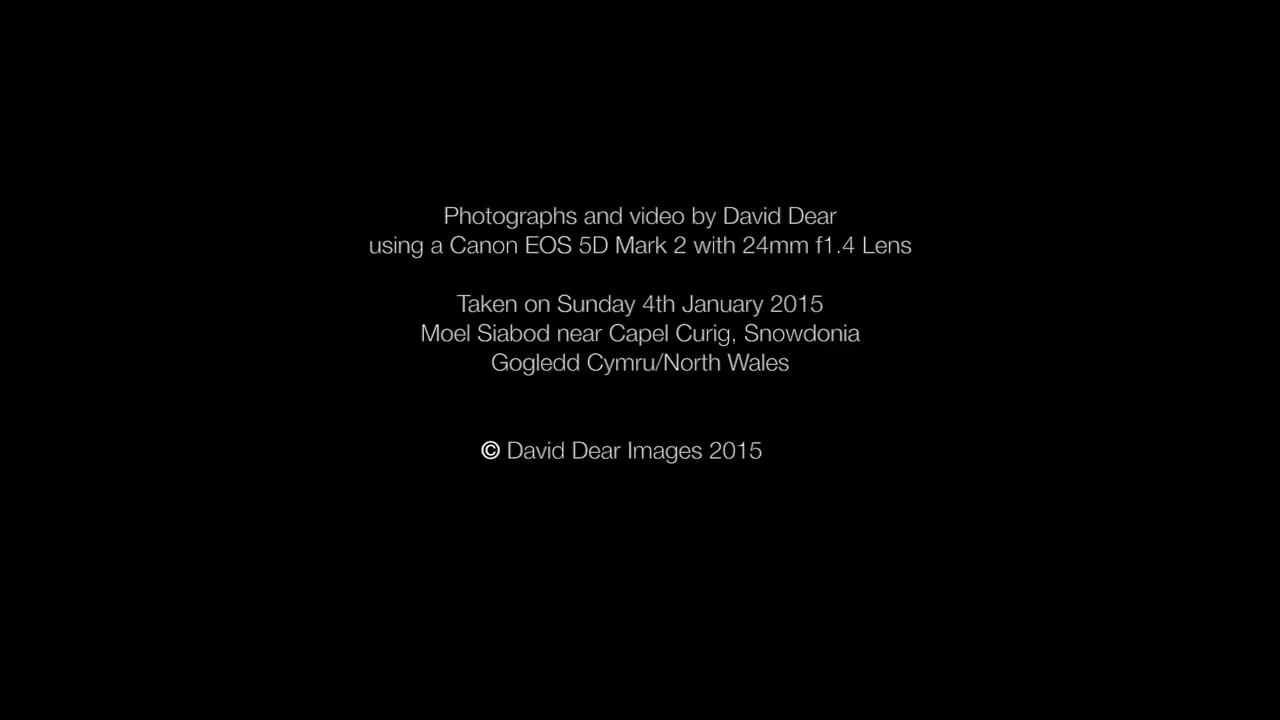 Photographs and video by David Dear
using a Canon EOS 5D Mark 2 with 24mm f1.4 Lens
Taken on Sunday 4th January 2015
Moel Siabod near Capel Curig, Snowdonia
Gogledd Cymru/North Wales
© David Dear Images 2015